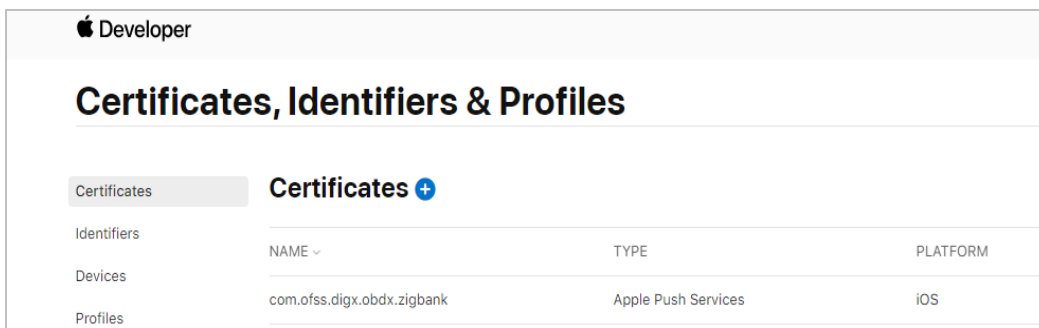 Developer
Certificates, Identifiers & Profiles
Certificates
Identifiers
Devices
Profiles
Certificates
NAME TYPE PLATFORM
com.ofss.digx.obdx.zigbank Apple Push Services iOS